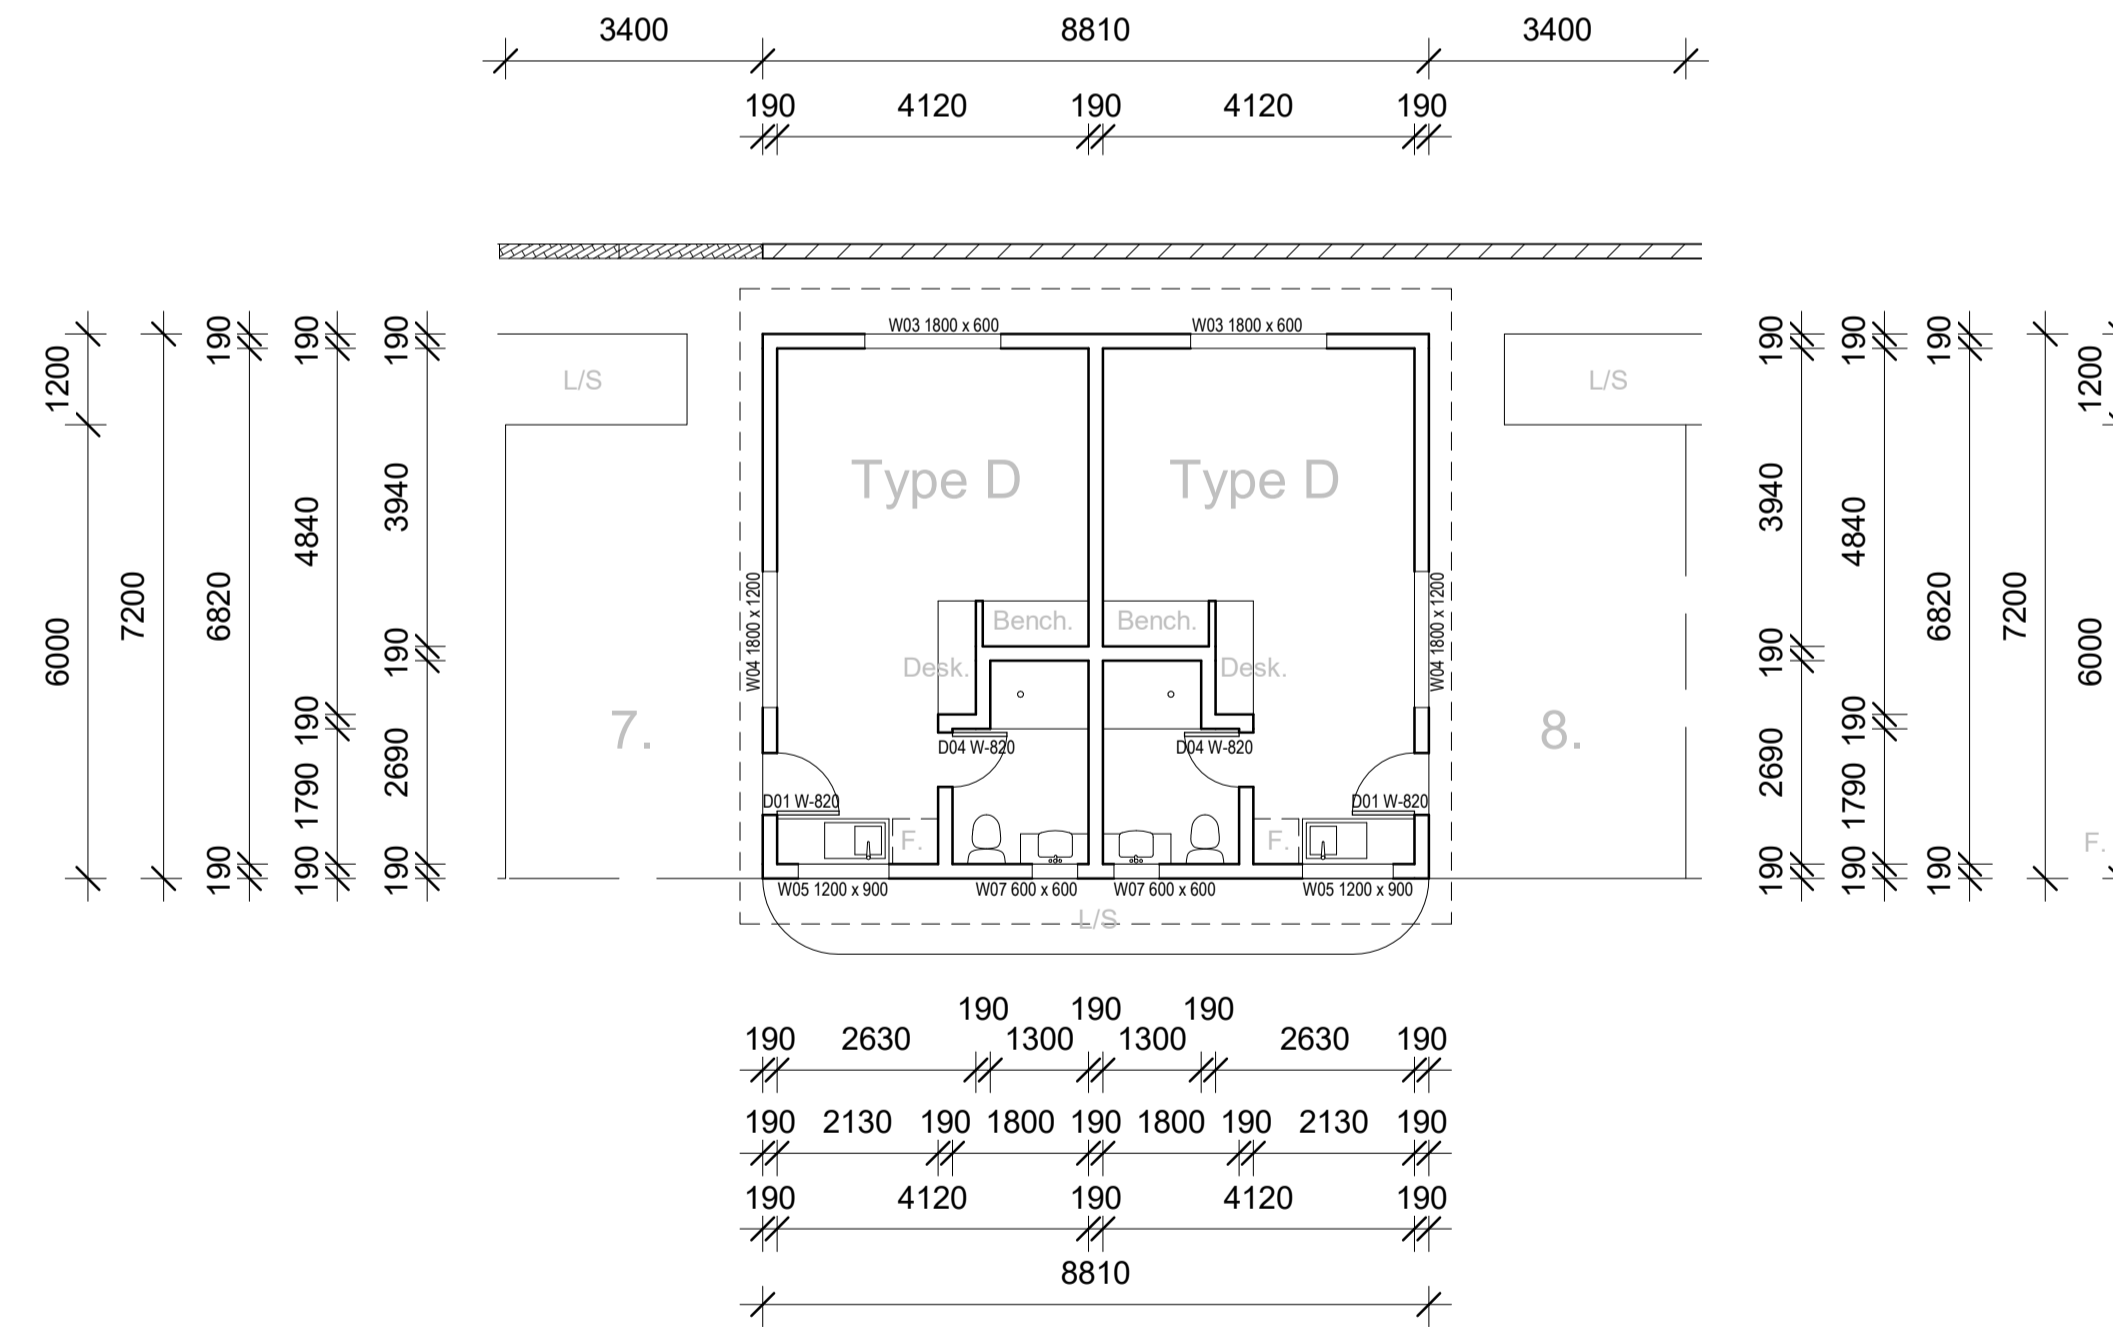 3400 8810 3400
190 4120 190 4120 190
W03 1800 x 600 W03 1800 x 600
1200 6000
7200
190 6820 190
190 4840 190 1790 190
190 3940 190 2690 190
L/S
L/S
Type D Type D
W04 1800 x 1200
W04 1800 x 1200
Bench. Bench.
Desk. Desk.
7.
8.
D04 W-820 D04 W-820
D01 W-820 D01 W-820
F. F.
W05 1200 x 900 W07 600 x 600 W07 600 x 600 W05 1200 x 900
L/S
190 3940 190 2690 190
190 4840 190 1790 190
190 6820 190
7200
1200 6000
F.
190 190 190
190 2630 1300 1300 2630 190
190 2130 190 1800 190 1800 190 2130 190
190 4120 190 4120 190
8810